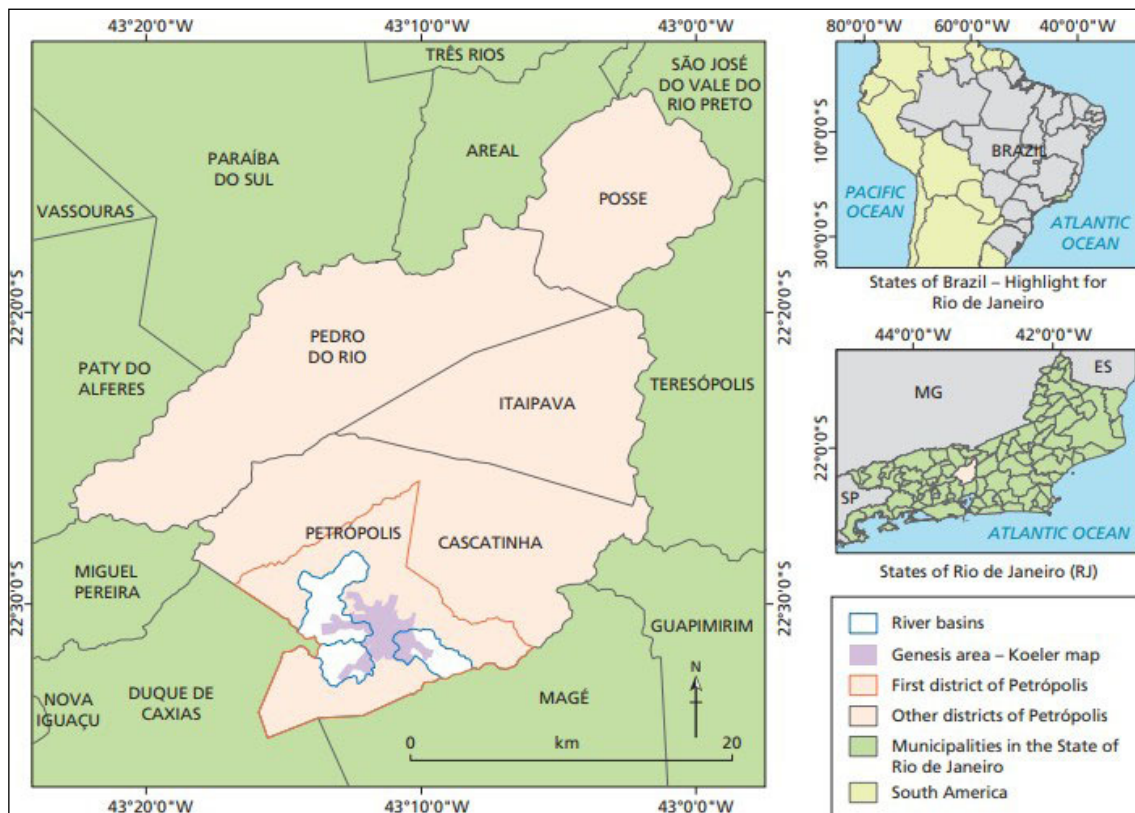 43°20'0"W
43°10'0"W
43°0'0"W
TRÊS RIOS
SÃO JOSÉ
DO VALE DO
RIO PRETO
PARAÍBA
DO SUL
AREAL
POSSE
VASSOURAS
22°20'0"S
22°20'0"S
PEDRO
DO RIO
PATY DO
ALFERES
ITAIPAVA
TERESÓPOLIS
PETRÓPOLIS
CASCATINHA
MIGUEL
PEREIRA
22°30'0"S
22°30'0"S
GUAPIMIRIM
NOVA
IGUAÇU
DUQUE DE
CAXIAS
MAGÉ
N
0
km
20
43°20'0"W
43°10'0"W
43°0'0"W
80°0'0"W
60°0'0"W
40°0'0"W
10°0'0"S
30°0'0"S
BRAZIL
PACIFIC
OCEAN
ATLANTIC
OCEAN
States of Brazil – Highlight for
Rio de Janeiro
44°0'0"W
42°0'0"W
22°0'0"S
ES
MG
SP
ATLANTIC OCEAN
States of Rio de Janeiro (RJ)
River basins
Genesis area – Koeler map
First district of Petrópolis
Other districts of Petrópolis
Municipalities in the State of
Rio de Janeiro
South America